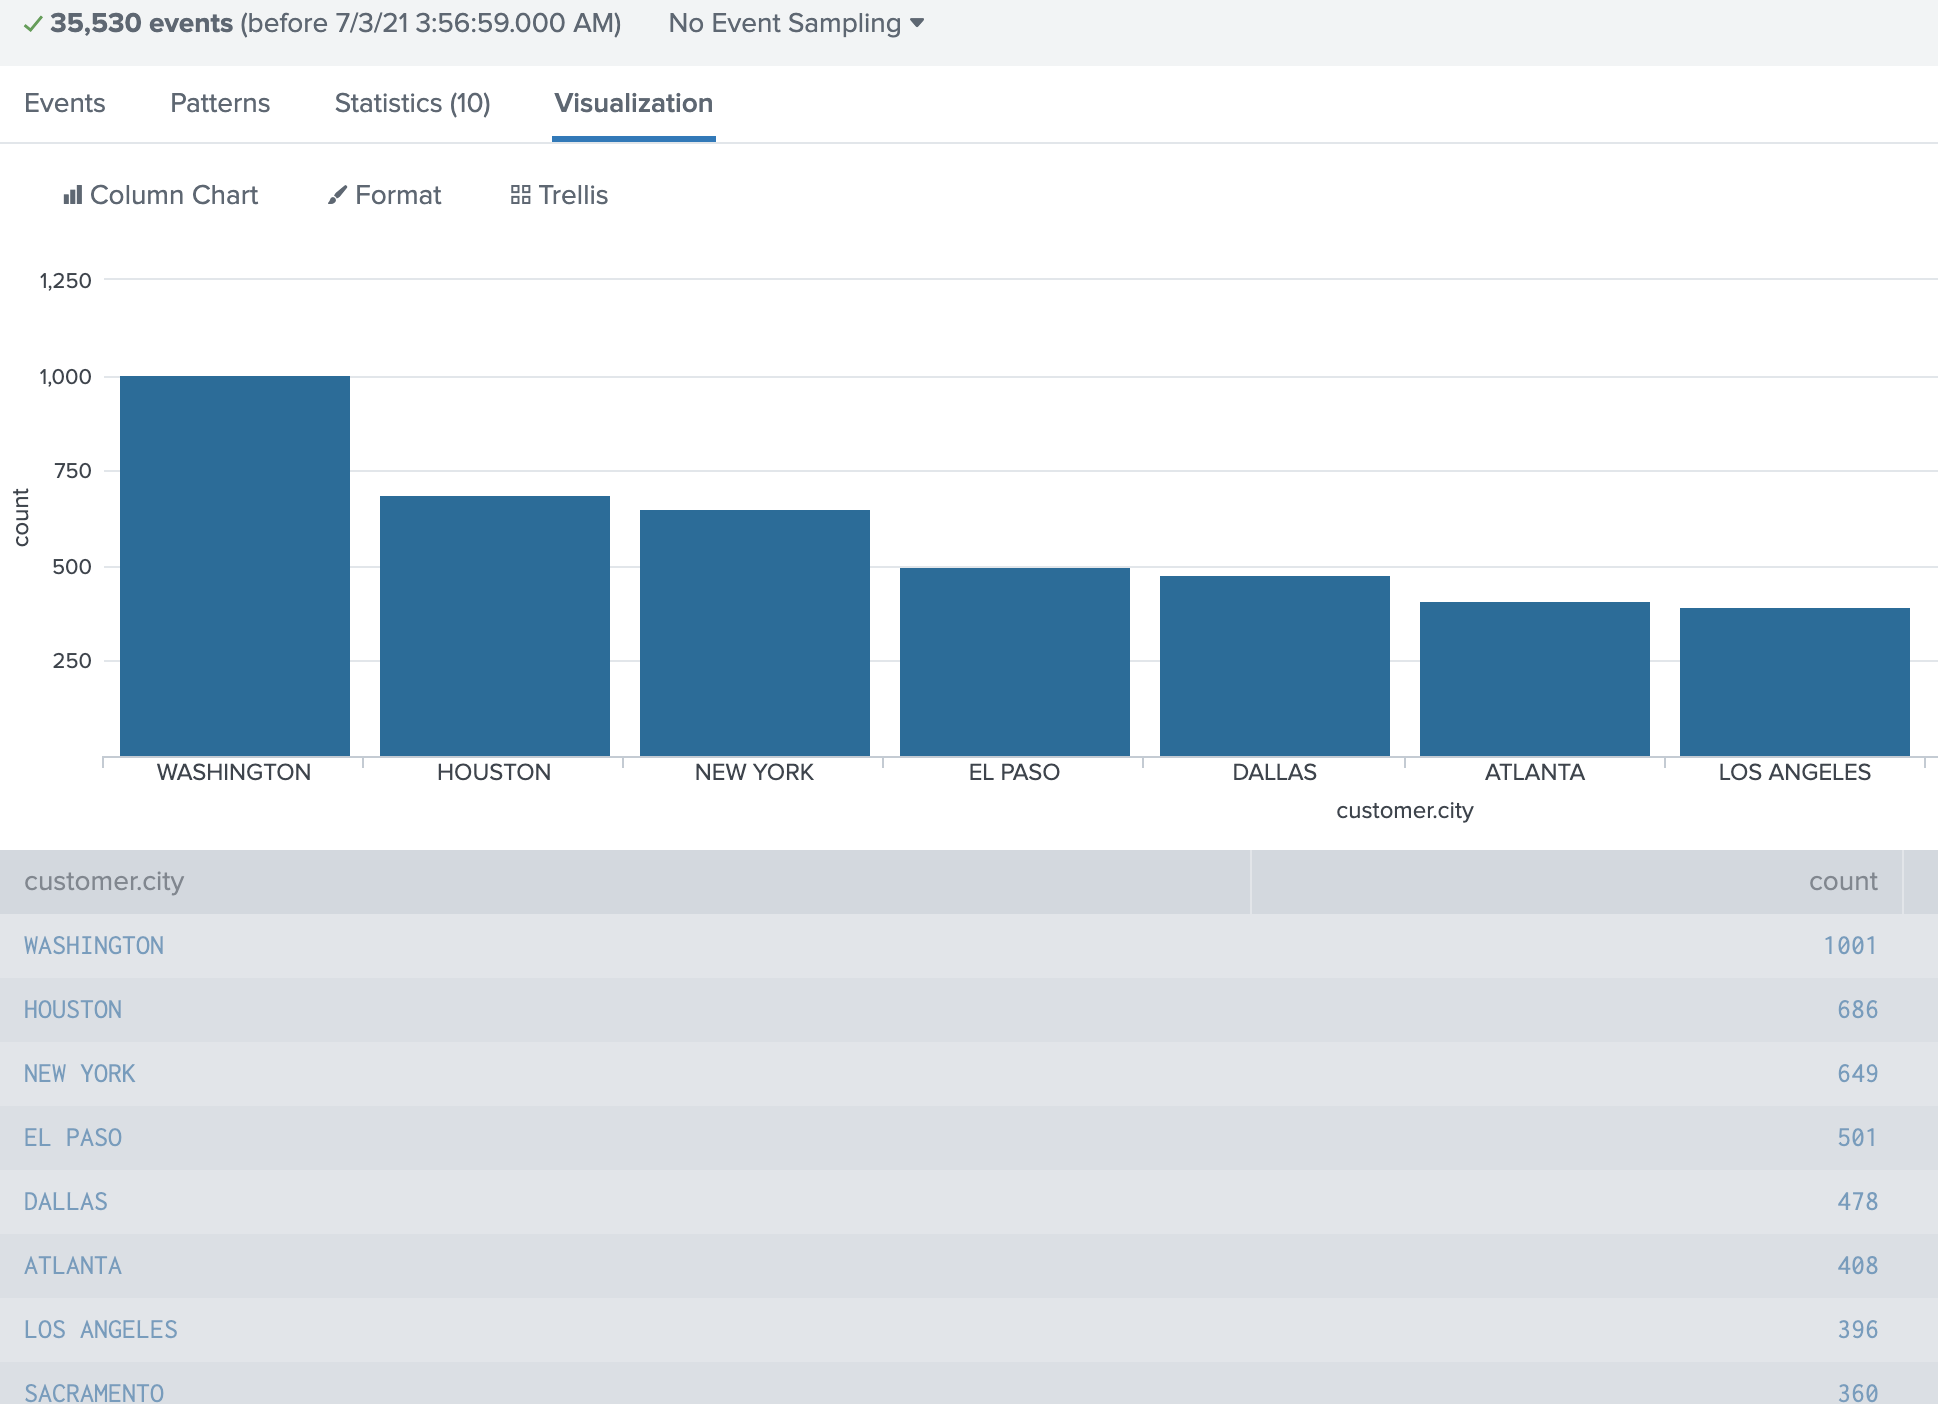 35,530 events (before 7/3/21 3:56:59.000 AM) No Event Sampling
Events Patterns Statistics (10) Visualization
Column Chart Format Trellis
1,250
1,000
750
500
250
count
WASHINGTON HOUSTON NEW YORK EL PASO DALLAS ATLANTA LOS ANGELES
customer.city
customer.city count
WASHINGTON 1001
HOUSTON 686
NEW YORK 649
EL PASO 501
DALLAS 478
ATLANTA 408
LOS ANGELES 396
SACRAMENTO 360